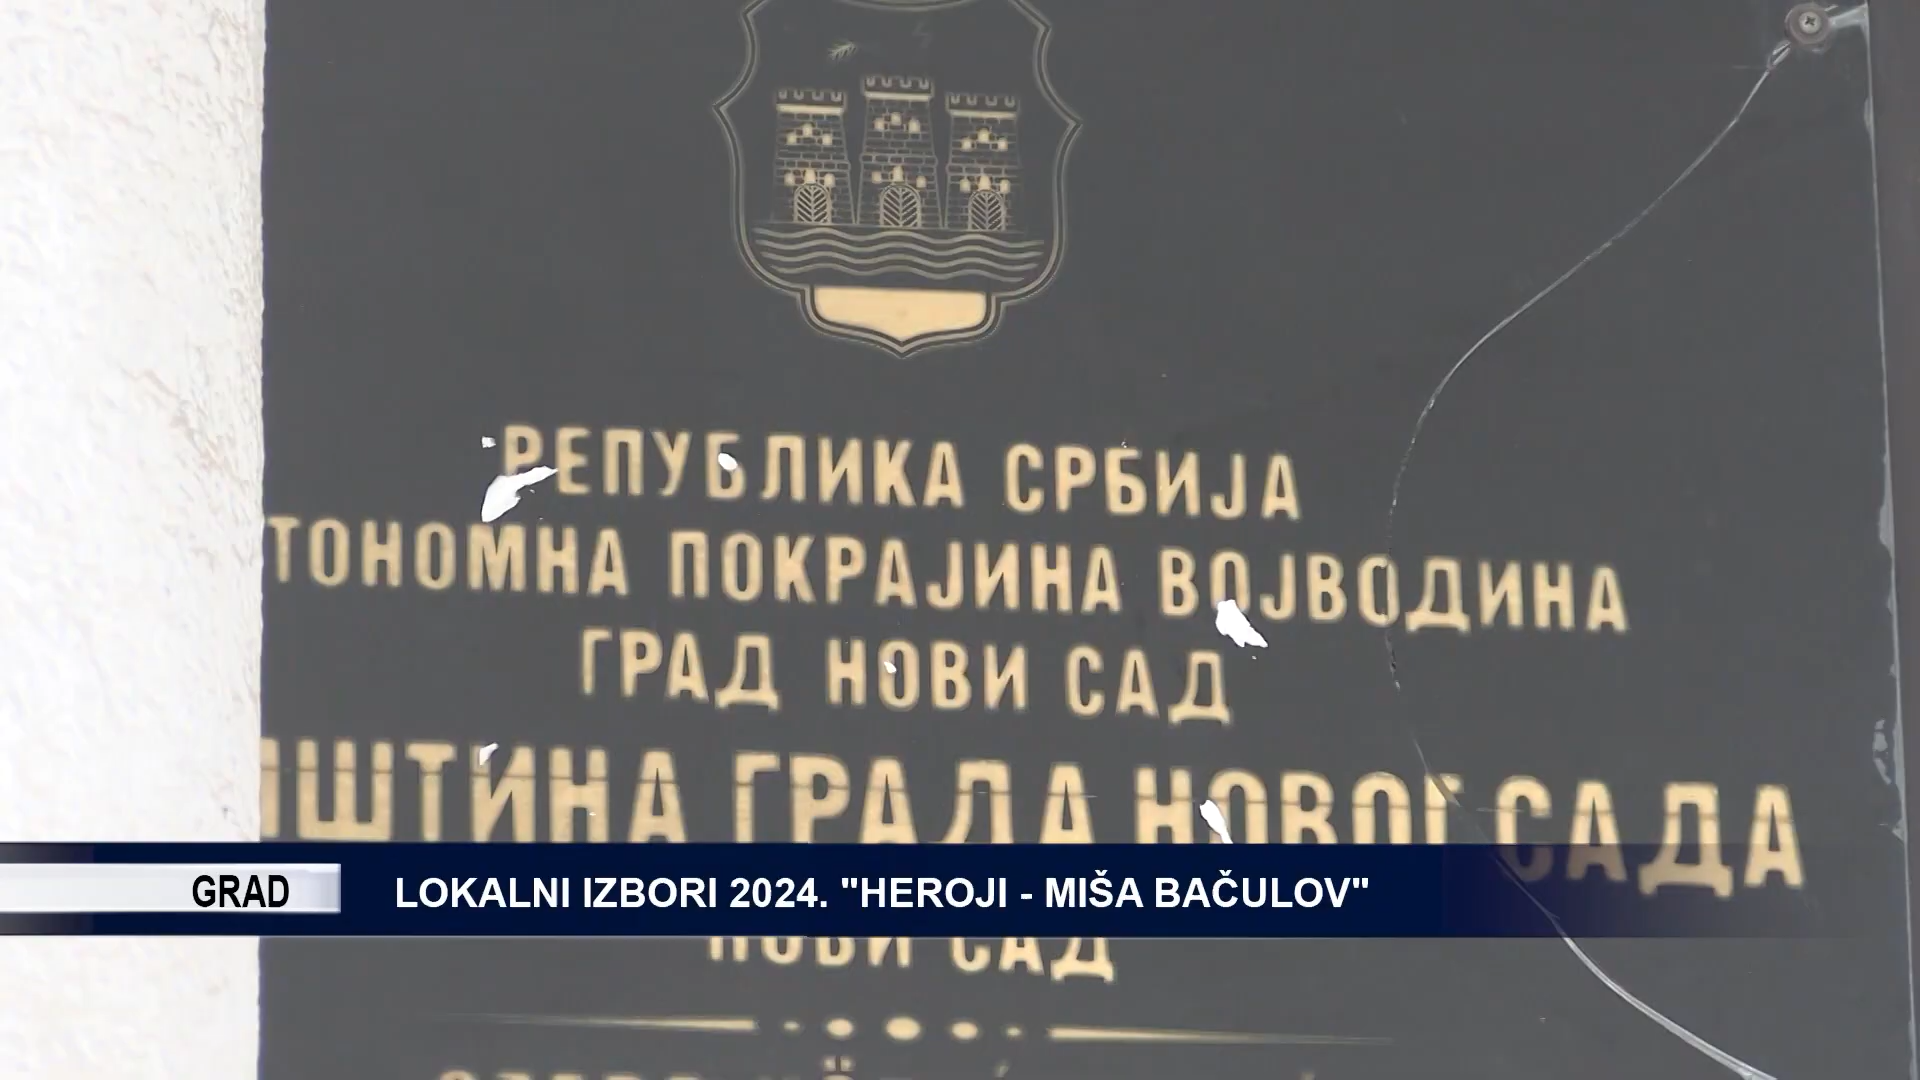 РЕПУБЛИКА СРБИЈА
ТОНОМНА ПОКРАЈИНА ВОЈВОДИНА
ГРАД НОВИ САД
ПШТИНА ГРАДА НОВОГ САДА
GRAD LOKALNI IZBORI 2024. "HEROJI - MIŠA BAČULOV"
НОВИ САД